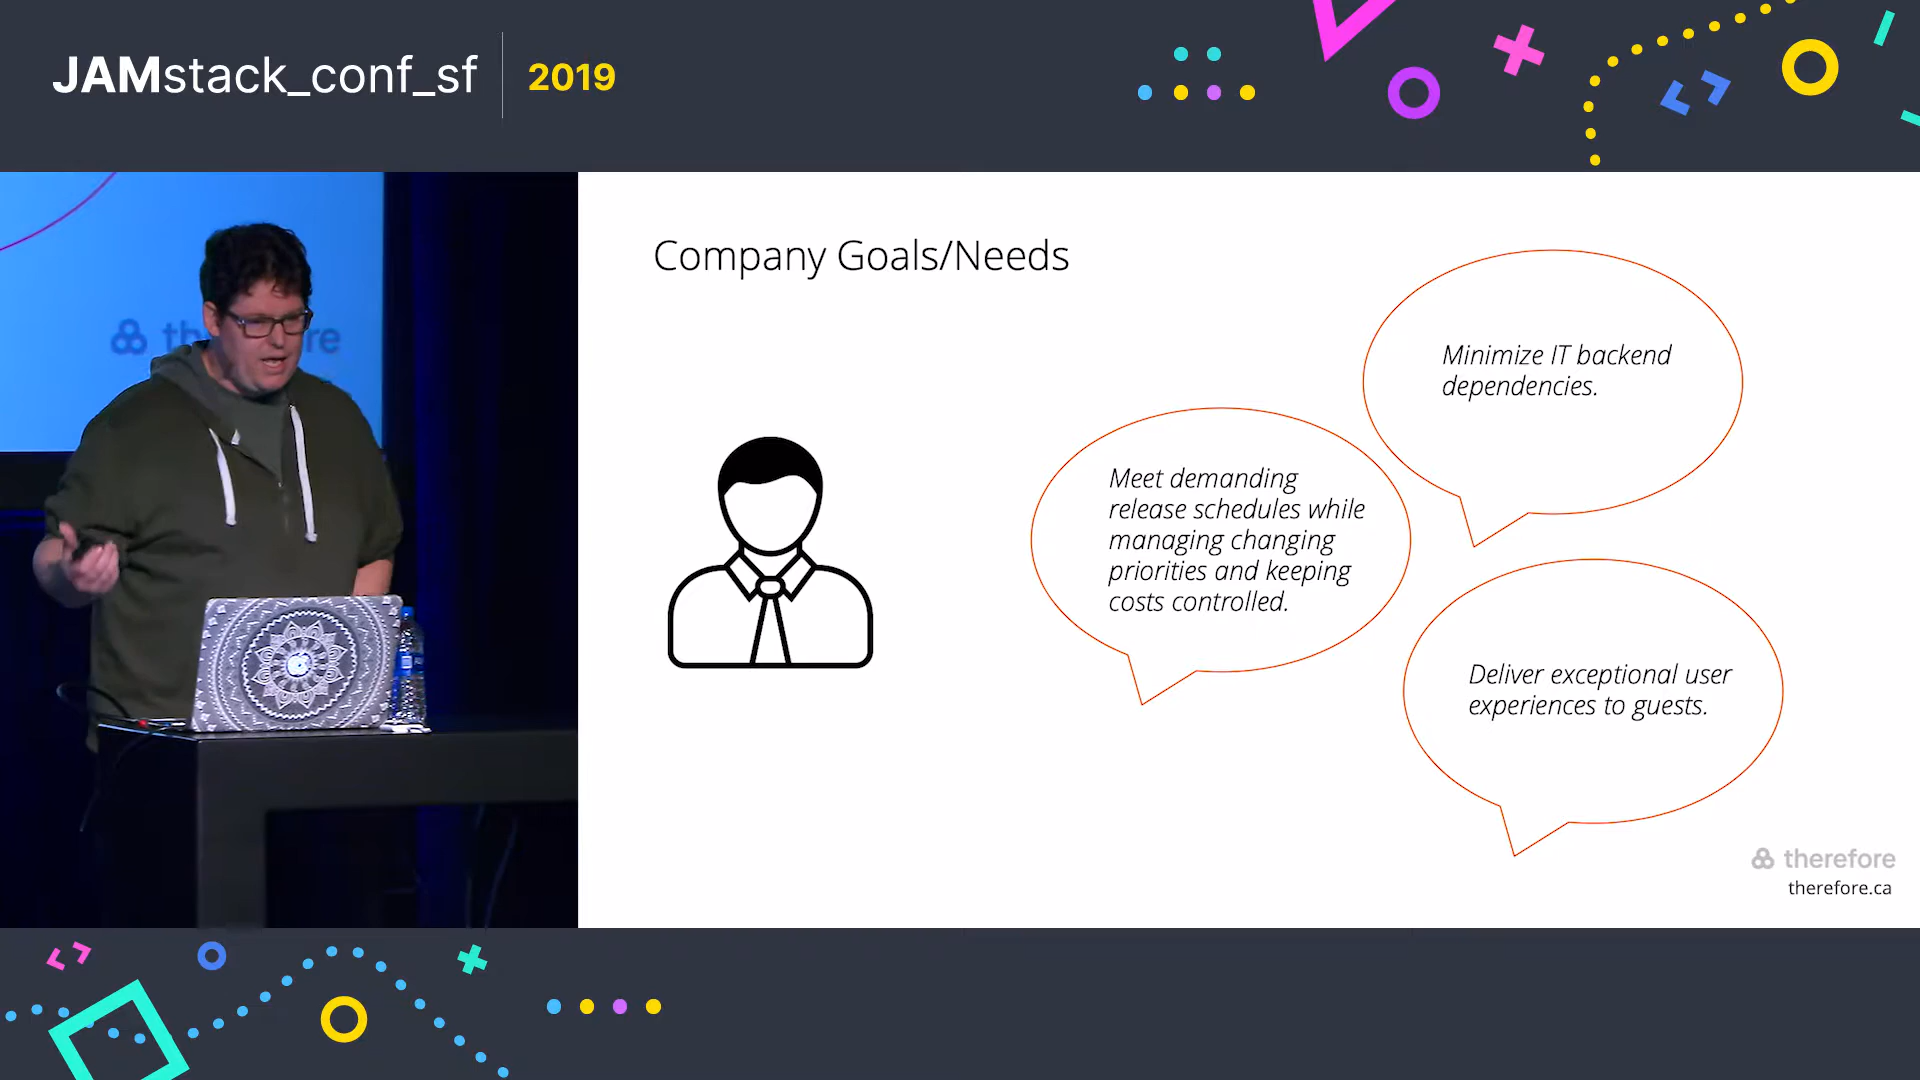 JAMstack_conf_sf
2019
Company Goals/Needs
Minimize IT backend
dependencies.
Meet demanding
release schedules while
managing changing
priorities and keeping
costs controlled.
Deliver exceptional user
experiences to guests.
therefore
therefore.ca